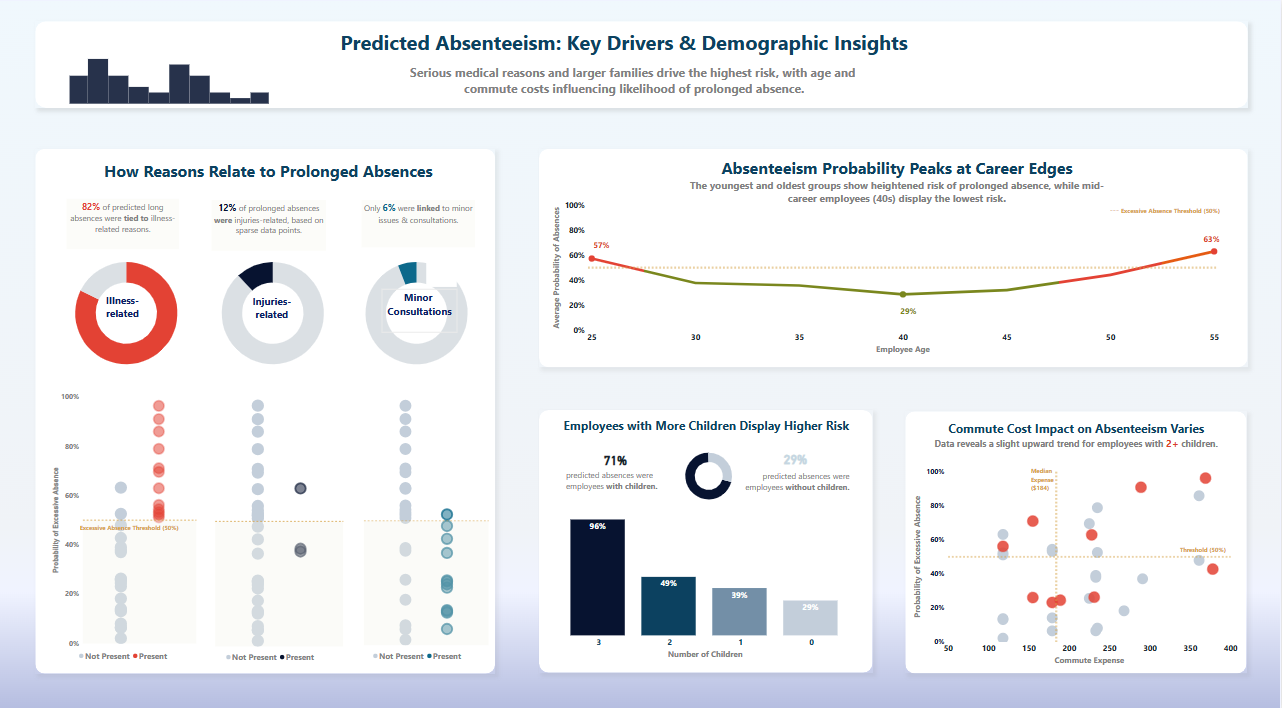 Predicted Absenteeism: Key Drivers & Demographic Insights
Serious medical reasons and larger families drive the highest risk, with age and
commute costs influencing likelihood of prolonged absence.
How Reasons Relate to Prolonged Absences
82% of predicted long
absences were tied to illness-
related reasons.
12% of prolonged absences
were injuries-related, based on
sparse data points.
Only 6% were linked to minor
issues & consultations.
Illness-
related
Injuries-
related
Minor
Consultations
Probability of Excessive Absence
100%
80%
60%
40%
20%
0%
Excessive Absence Threshold (50%)
Not Present Present
Not Present Present
Not Present Present
Absenteeism Probability Peaks at Career Edges
The youngest and oldest groups show heightened risk of prolonged absence, while mid-
career employees (40s) display the lowest risk.
Excessive Absence Threshold (50%)
Average Probability of Absences
100%
80%
60%
40%
20%
0%
57%
29%
63%
25 30 35 40 45 50 55
Employee Age
Employees with More Children Display Higher Risk
71%
predicted absences were
employees with children.
29%
predicted absences were
employees without children.
96%
49%
39%
29%
3 2 1 0
Number of Children
Commute Cost Impact on Absenteeism Varies
Data reveals a slight upward trend for employees with 2+ children.
Probability of Excessive Absence
100%
80%
60%
40%
20%
0%
Median
Expense
($184)
Threshold (50%)
50 100 150 200 250 300 350 400
Commute Expense